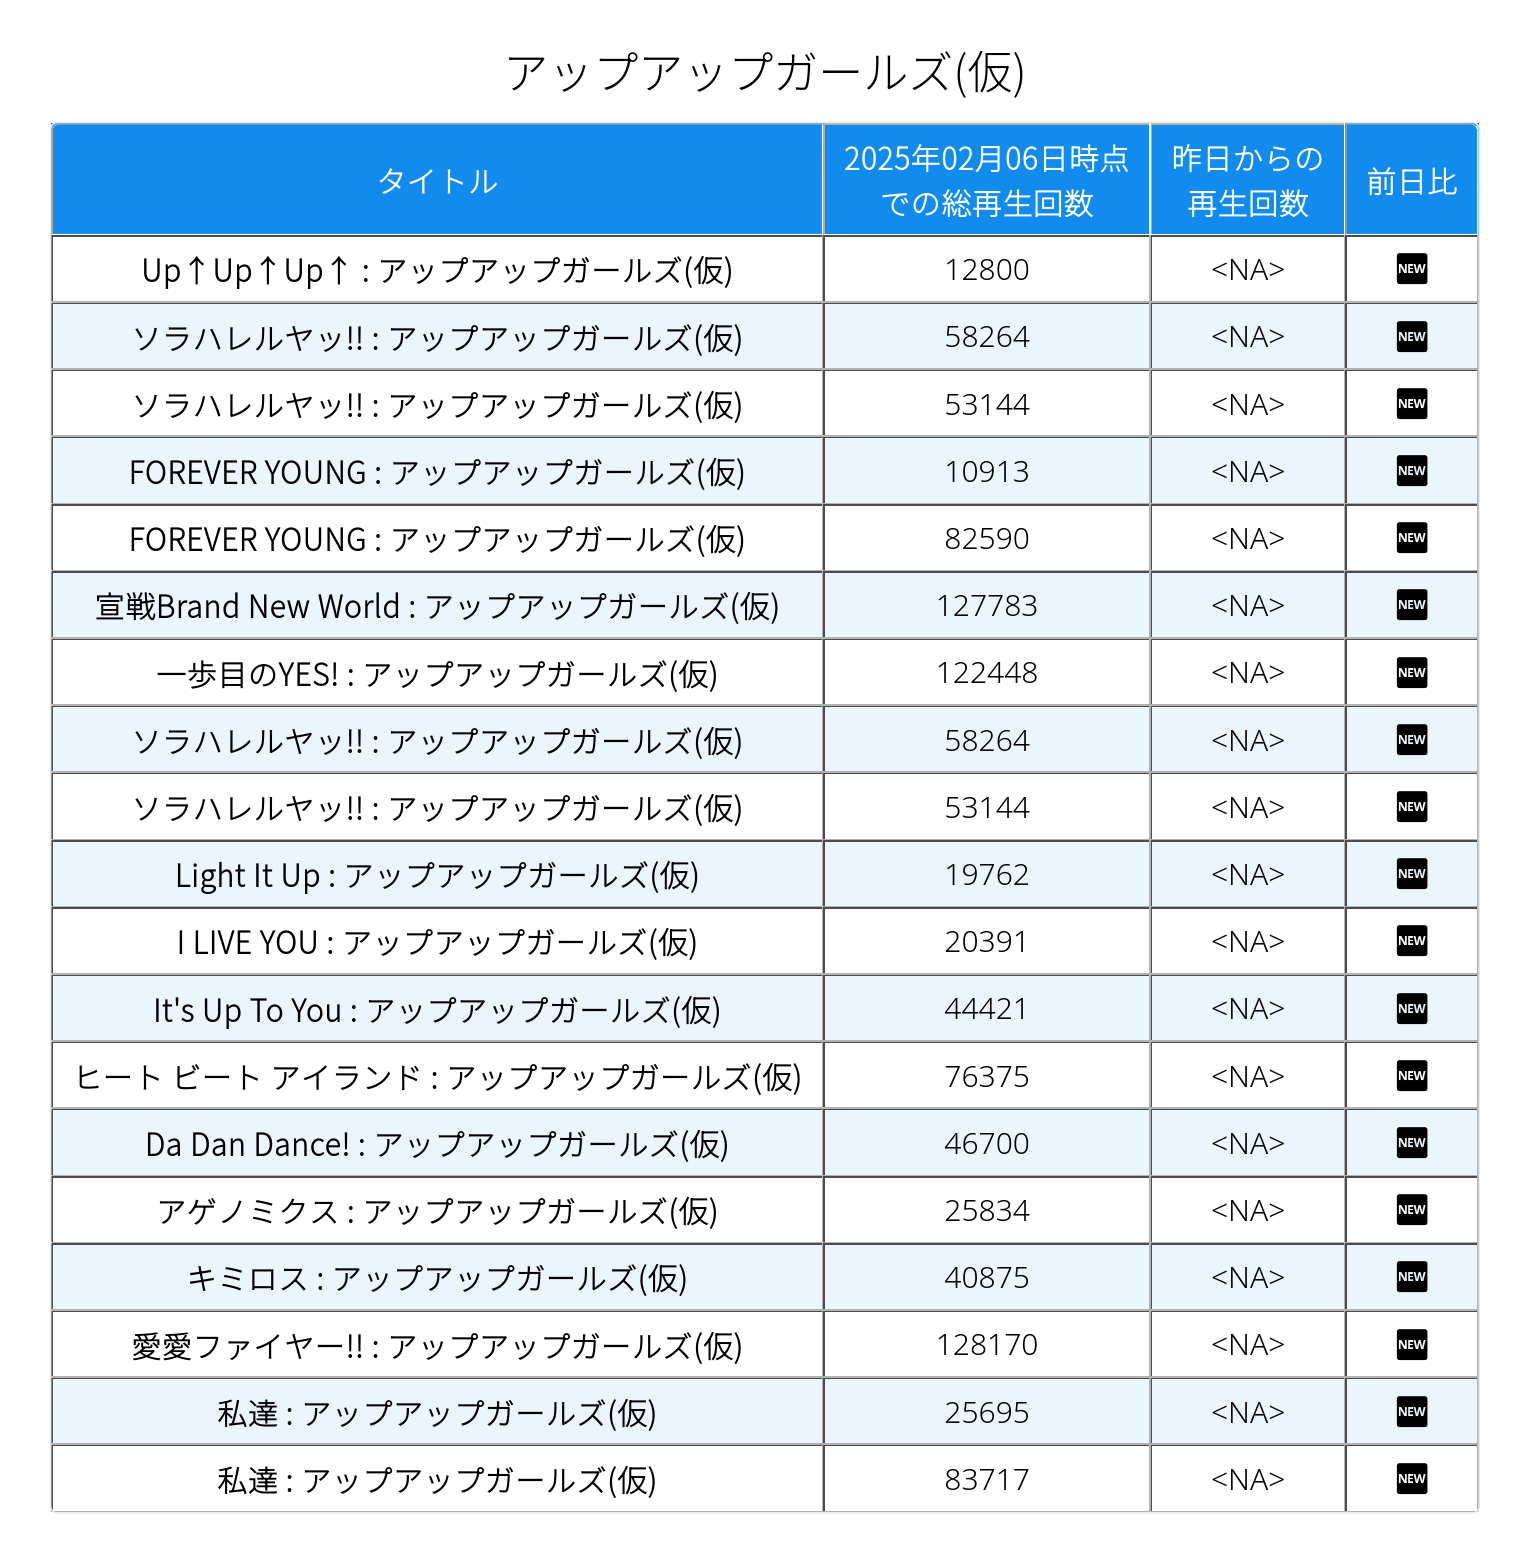 アップアップガールズ(仮)
タイトル 2025年02月06日時点での総再生回数 昨日からの再生回数 前日比
Up↑Up↑Up↑ : アップアップガールズ(仮) 12800 <NA> NEW
ソラハレルヤッ!! : アップアップガールズ(仮) 58264 <NA> NEW
ソラハレルヤッ!! : アップアップガールズ(仮) 53144 <NA> NEW
FOREVER YOUNG : アップアップガールズ(仮) 10913 <NA> NEW
FOREVER YOUNG : アップアップガールズ(仮) 82590 <NA> NEW
宣戦Brand New World : アップアップガールズ(仮) 127783 <NA> NEW
一歩目のYES! : アップアップガールズ(仮) 122448 <NA> NEW
ソラハレルヤッ!! : アップアップガールズ(仮) 58264 <NA> NEW
ソラハレルヤッ!! : アップアップガールズ(仮) 53144 <NA> NEW
Light It Up : アップアップガールズ(仮) 19762 <NA> NEW
I LIVE YOU : アップアップガールズ(仮) 20391 <NA> NEW
It's Up To You : アップアップガールズ(仮) 44421 <NA> NEW
ヒート ビート アイランド : アップアップガールズ(仮) 76375 <NA> NEW
Da Dan Dance! : アップアップガールズ(仮) 46700 <NA> NEW
アゲノミクス : アップアップガールズ(仮) 25834 <NA> NEW
キミロス : アップアップガールズ(仮) 40875 <NA> NEW
愛愛ファイヤー!! : アップアップガールズ(仮) 128170 <NA> NEW
私達 : アップアップガールズ(仮) 25695 <NA> NEW
私達 : アップアップガールズ(仮) 83717 <NA> NEW